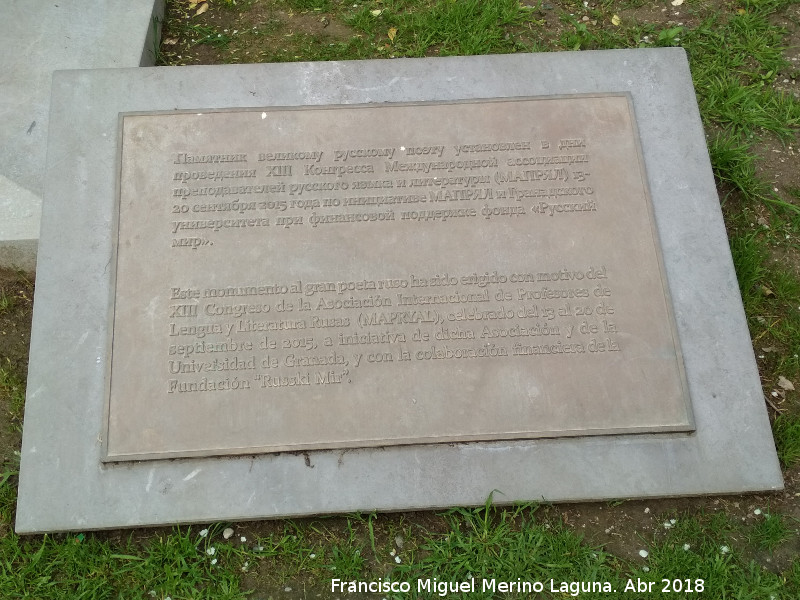 Памятник великому русскому поэту установлен в дни
проведения XIII Конгресса Международной ассоциации
преподавателей русского языка и литературы (МАПРЯЛ) 13-
20 сентября 2015 года по инициативе МАПРЯЛ и Гранадского
университета при финансовой поддержке фонда «Русский
мир».
Este monumento al gran poeta ruso ha sido erigido con motivo del
XIII Congreso de la Asociación Internacional de Profesores de
Lengua y Literatura Rusas (MAPRYAL), celebrado del 13 al 20 de
septiembre de 2015, a iniciativa de dicha Asociación y de la
Universidad de Granada, y con la colaboración financiera de la
Fundación "Russki Mir".
Francisco Miguel Merino Laguna. Abr 2018